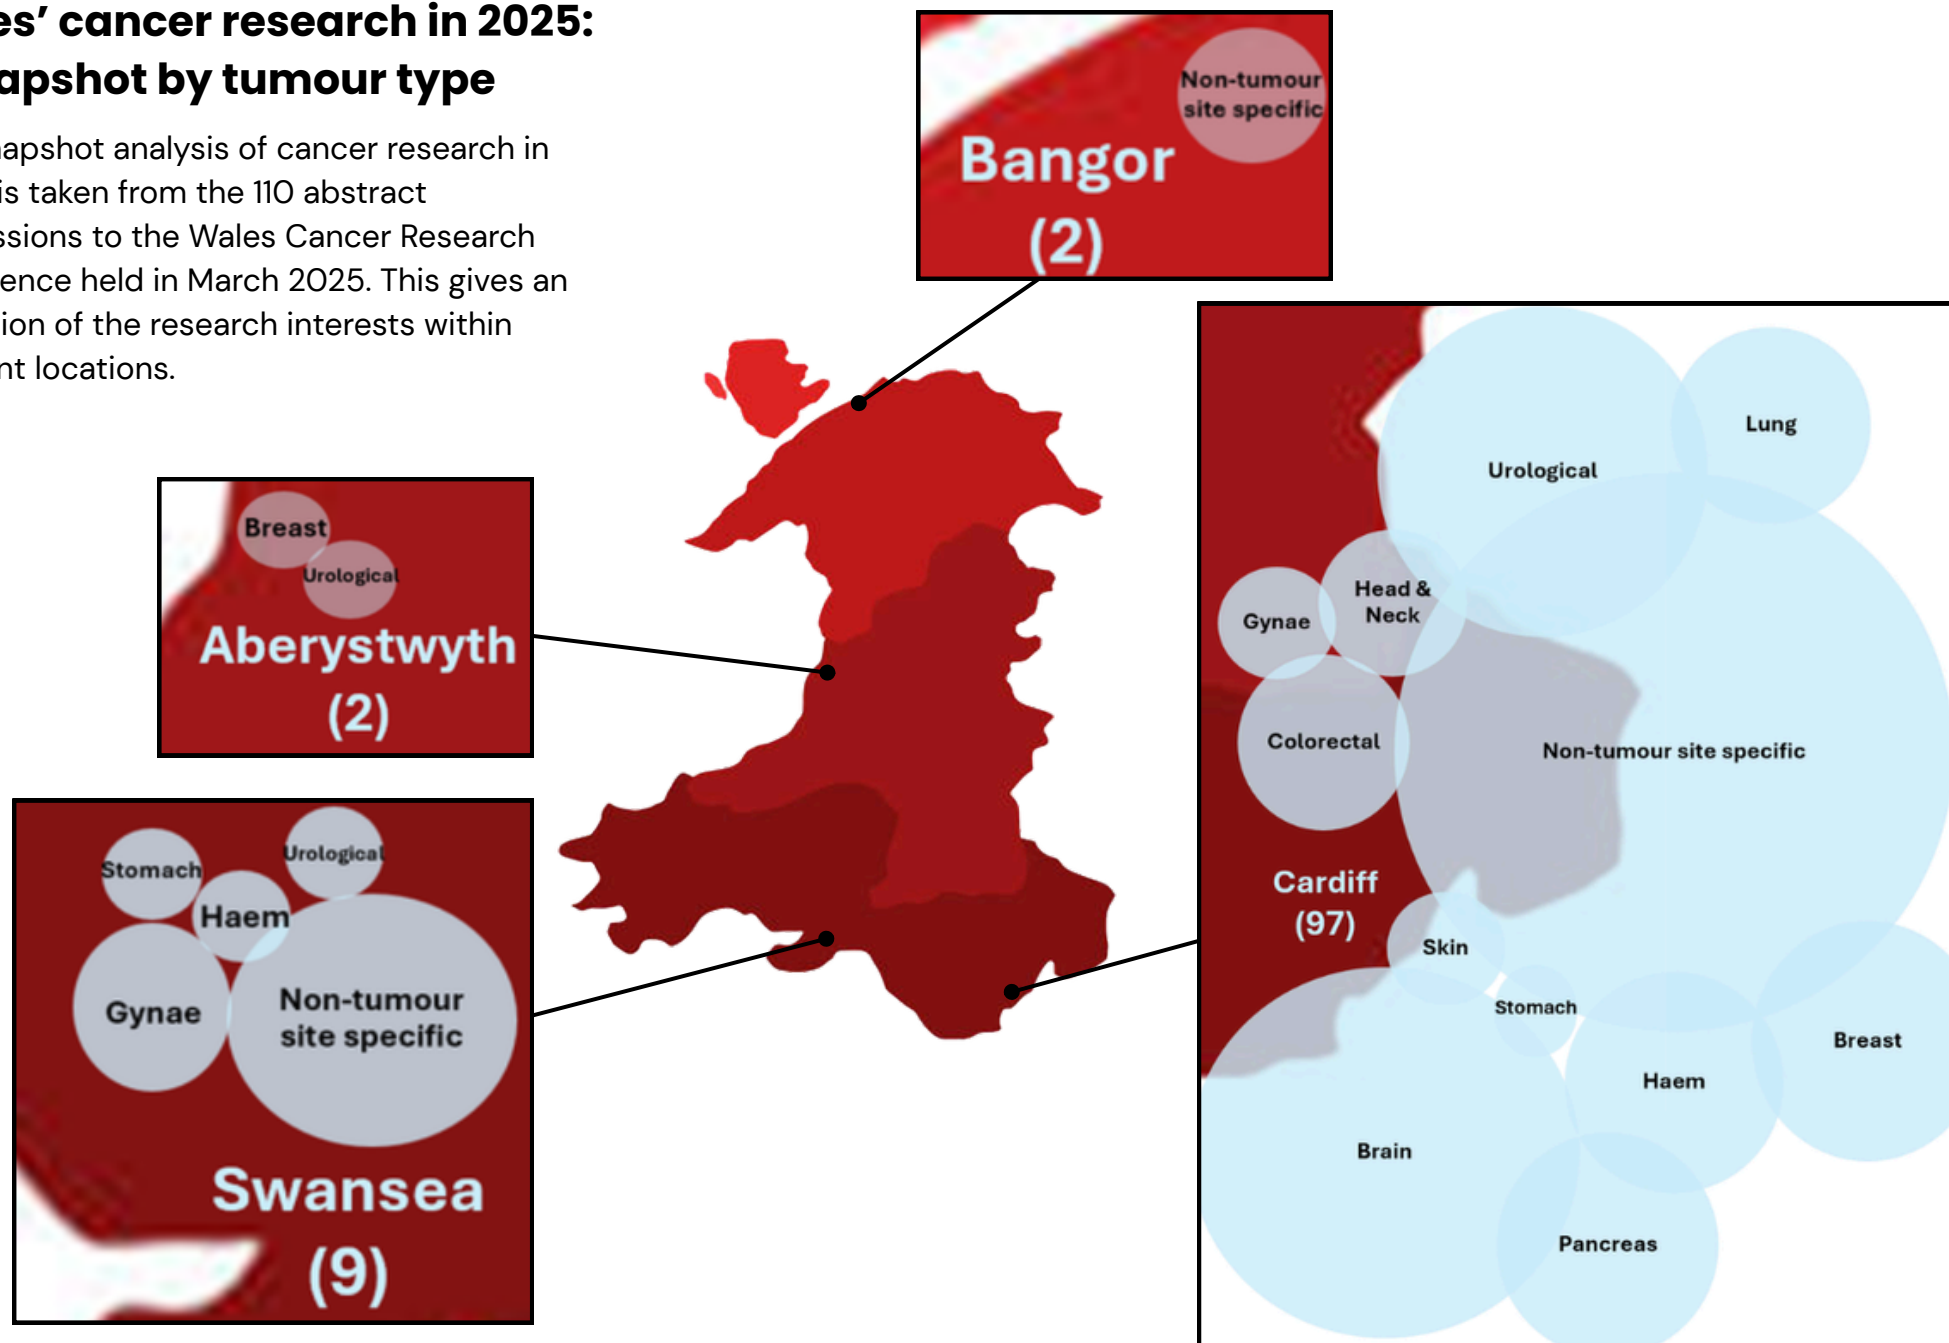 es’ cancer research in 2025:
apshot by tumour type
apshot analysis of cancer research in
is taken from the 110 abstract
ssions to the Wales Cancer Research
ence held in March 2025. This gives an
ion of the research interests within
nt locations.
Non-tumour
site specific
Bangor
(2)
Breast
Urological
Aberystwyth
(2)
Stomach
Urological
Haem
Gynae
Non-tumour
site specific
Swansea
(9)
Urological
Lung
Head &
Neck
Gynae
Colorectal
Non-tumour site specific
Cardiff
(97)
Skin
Stomach
Breast
Haem
Brain
Pancreas